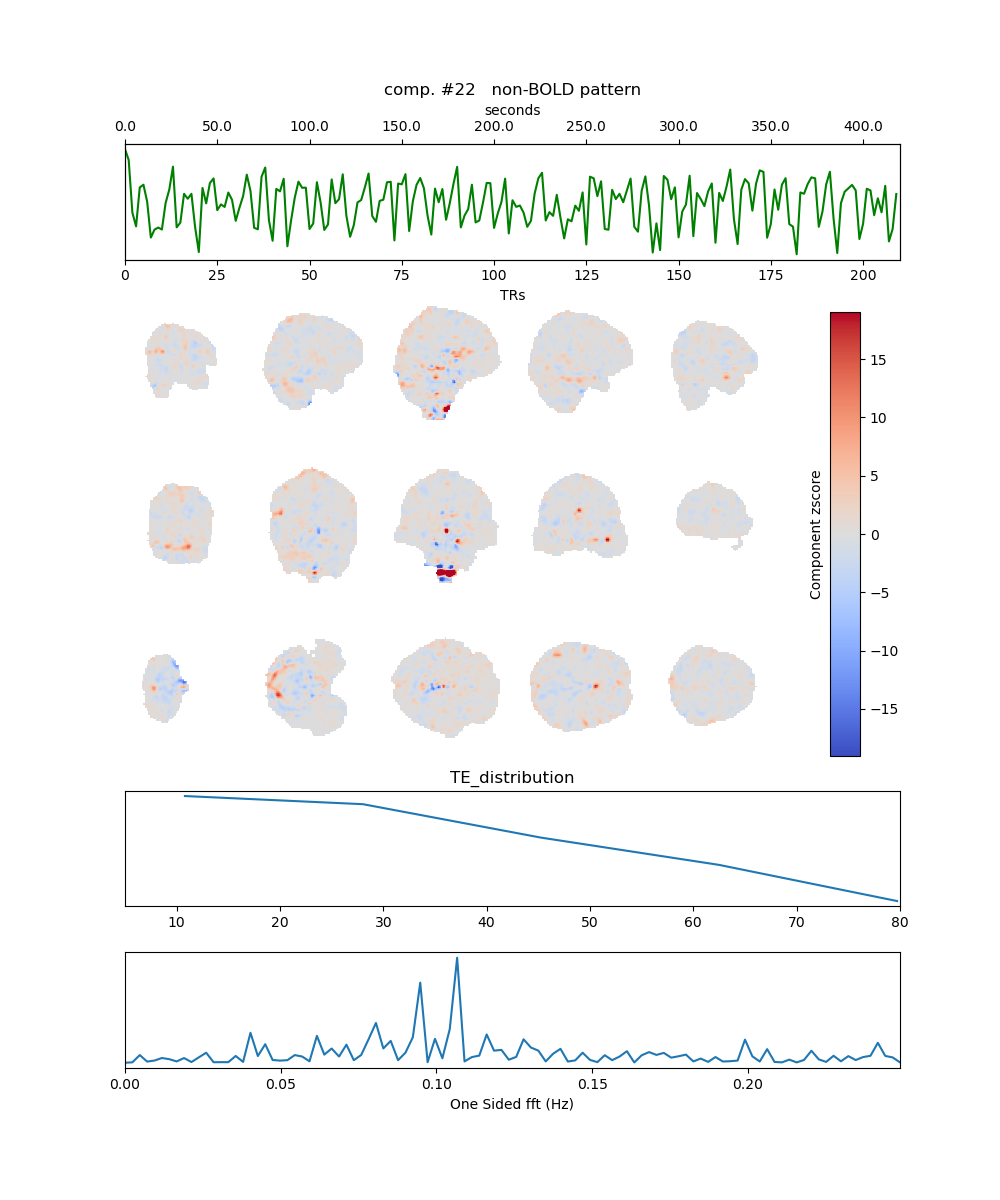 comp. #22   non-BOLD pattern
seconds
0.0 50.0 100.0 150.0 200.0 250.0 300.0 350.0 400.0
0 25 50 75 100 125 150 175 200
TRs
15
10
5
0
−5
−10
−15
Component zscore
TE_distribution
10 20 30 40 50 60 70 80
0.00 0.05 0.10 0.15 0.20
One Sided fft (Hz)